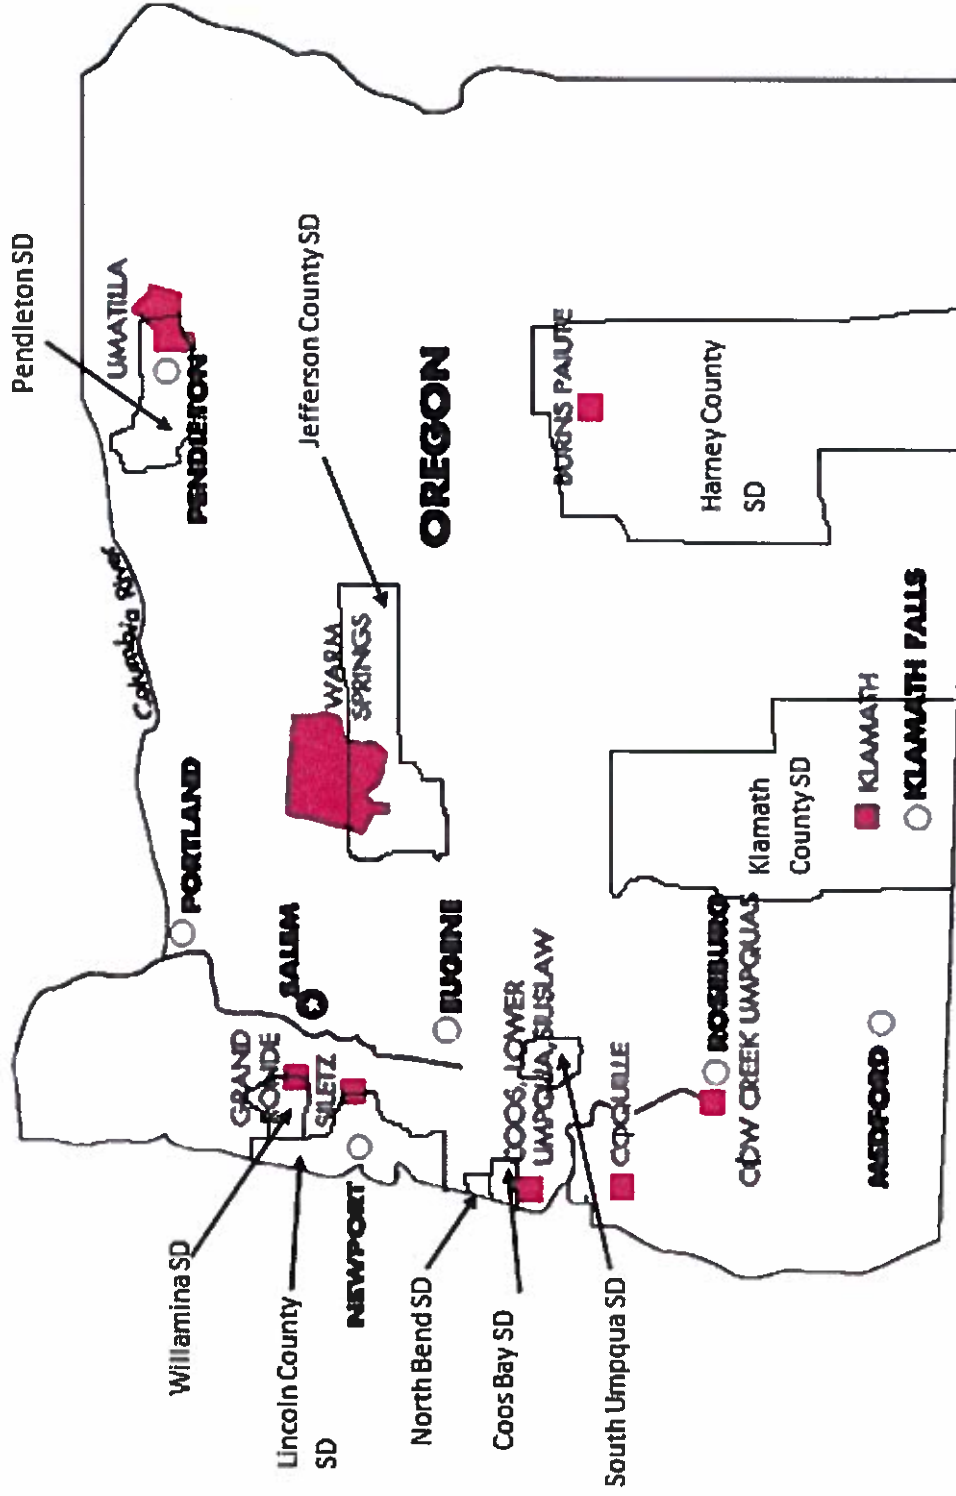 Willamina SD
Lincoln County
SD
NEWPORT
North Bend SD
Coos Bay SD
South Umpqua SD
GRAND
RONDE
SILETZ
SALEM
PORTLAND
Columbia River
EUGENE
COOS, LOWER
UMPQUA, SIUSLAW
COQUILLE
ROSEBURG
COW CREEK UMPQUAS
MEDFORD
WARM
SPRINGS
Jefferson County SD
Pendleton SD
UMATILLA
PENDLETON
OREGON
BURNS PAIUTE
Harney County
SD
Klamath
County SD
KLAMATH
KLAMATH FALLS